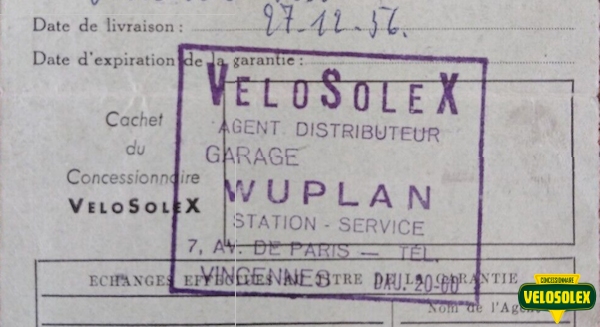 Date de livraison : 27-12-56.
Date d'expiration de la garantie :
Cachet
du
Concessionnaire
VELOSOLEX
VELOSOLEX
AGENT DISTRIBUTEUR
GARAGE
WUPLAN
STATION - SERVICE
7, AV. DE PARIS — TEL.
VINCENNES DAU. 20-00
ECHANGES EFFECTUES AU TITRE DE LA GARANTIE
Nom de l'Agent
CONCESSIONNAIRE
VELOSOLEX